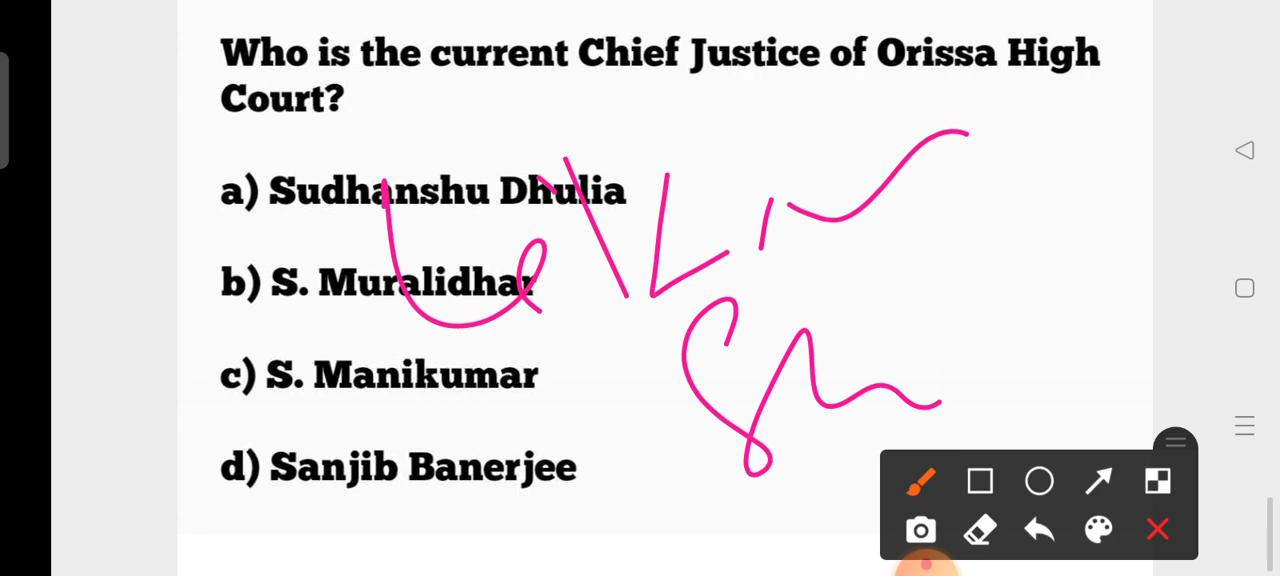 Who is the current Chief Justice of Orissa High
Court?
a) Sudhanshu Dhulia
b) S. Muralidhar
c) S. Manikumar
d) Sanjib Banerjee